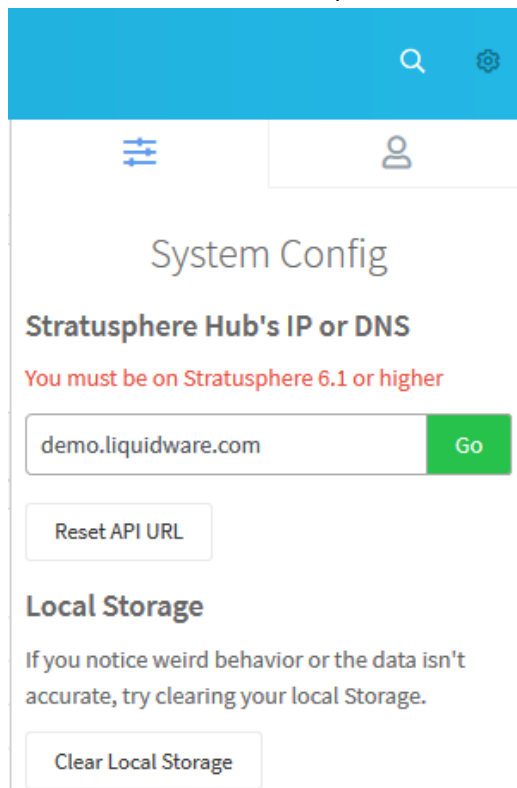 System Config
Stratusphere Hub's IP or DNS
You must be on Stratusphere 6.1 or higher
demo.liquidware.com
Go
Reset API URL
Local Storage
If you notice weird behavior or the data isn't
accurate, try clearing your local Storage.
Clear Local Storage